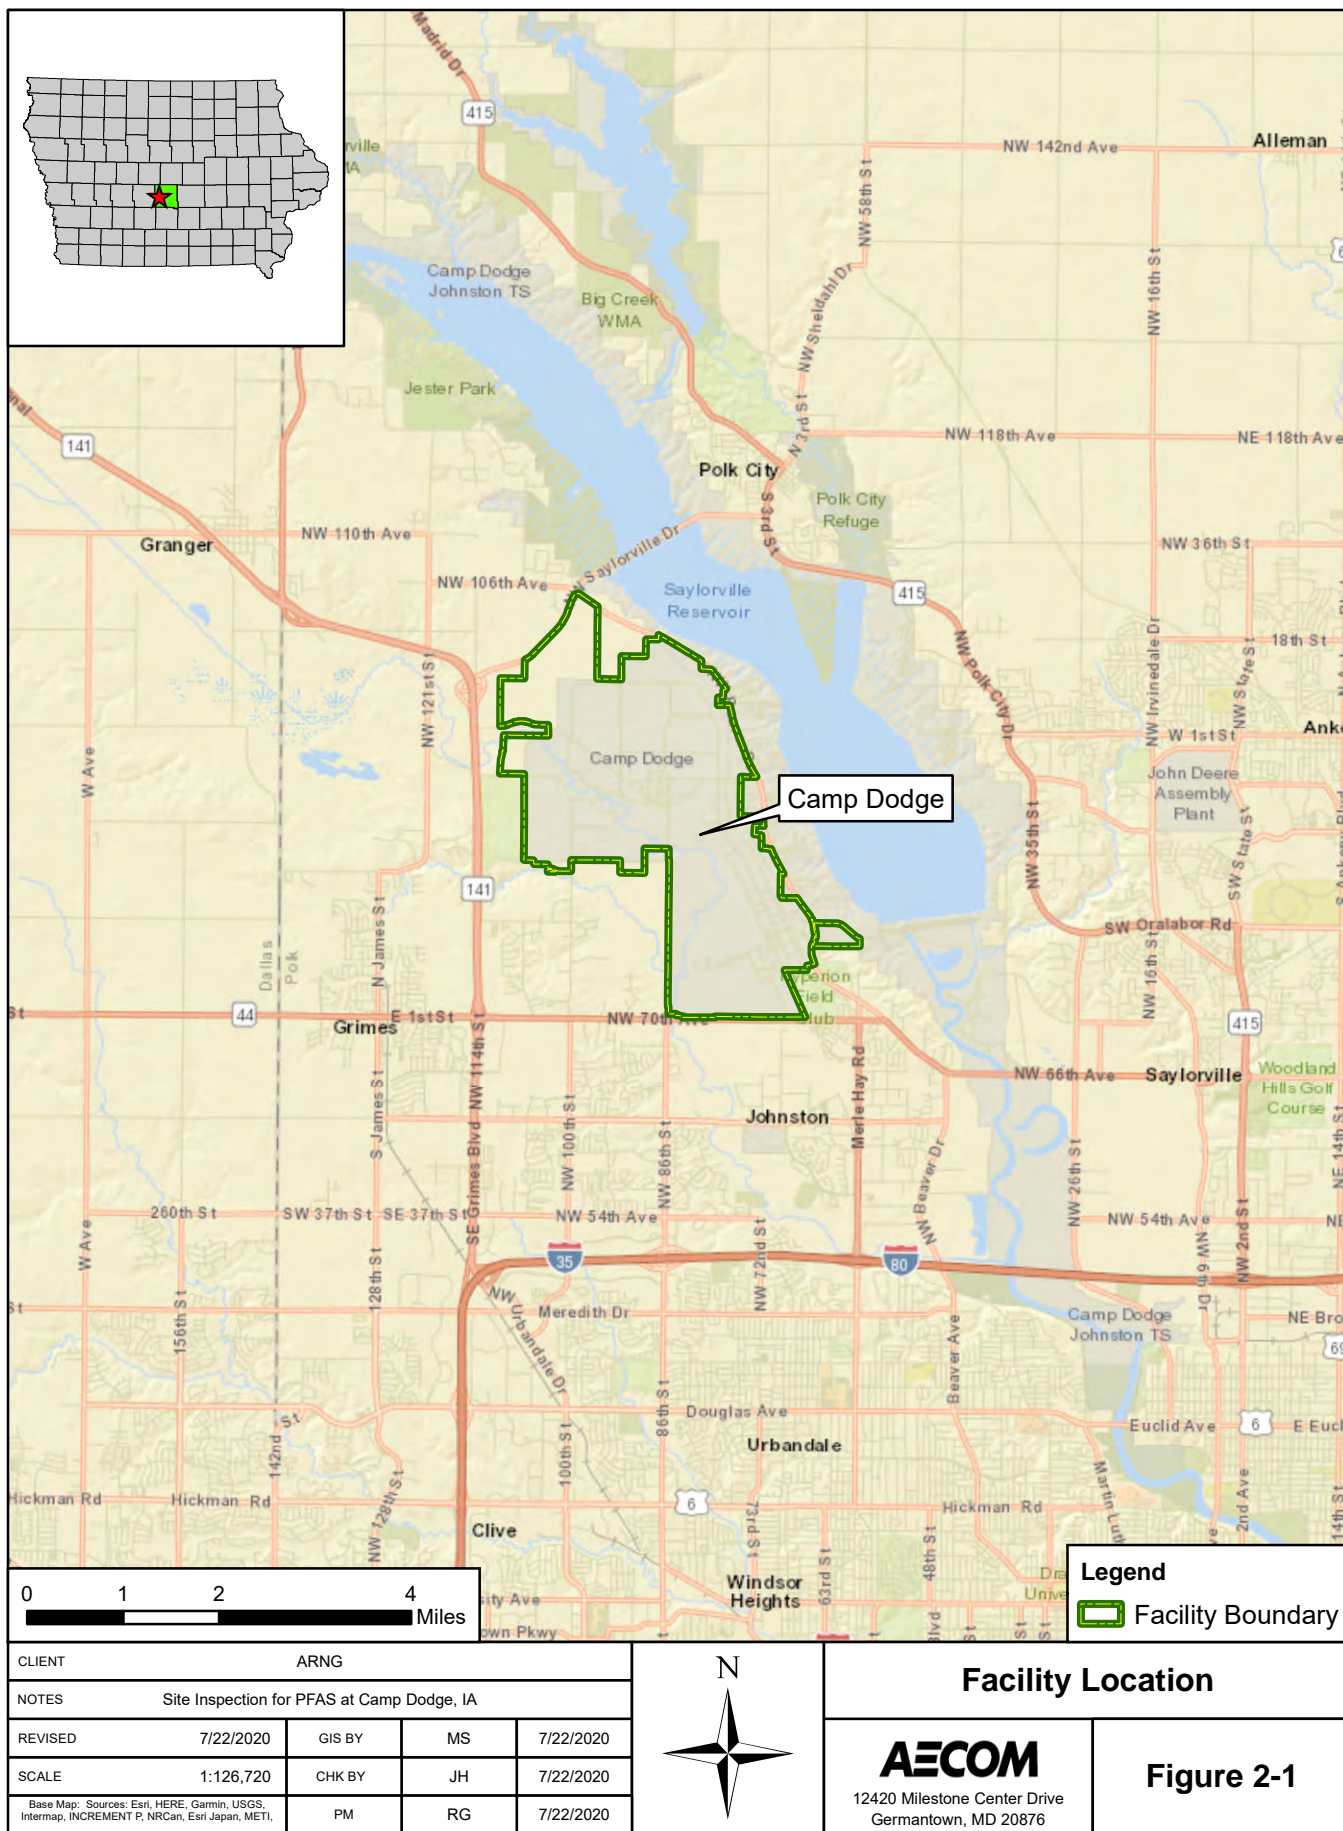 Madrid Dr
415
NW 142nd Ave
Alleman
NW 58th St
NW 16th St
Camp Dodge
Johnston TS
Big Creek
WMA
NW Sheldahl Dr
Jester Park
141
N 3rd St
NW 118th Ave
NE 118th Ave
Polk City
S 3rd St
Polk City
Refuge
NW 110th Ave
Granger
NW Saylorville Dr
NW 36th St
NW 106th Ave
Saylorville
Reservoir
415
NW Irvinedale Dr
18th St
NW State St
NW Polk City Dr
NW 121st St
W 1st St
W Ave
Camp Dodge
John Deere
Assembly
Plant
Camp Dodge
NW 35th St
SW State St
141
N James St
SW Oralabor Rd
Dallas
Polk
NW 16th St
Field
44
E 1st St
Grimes
NW 70th Ave
415
NW 114th St
Merle Hay Rd
NW 66th Ave
Saylorville
Woodland
Hills Golf
Course
S James St
NW 100th St
Johnston
NW 86th St
NW Beaver Dr
NW 26th St
NE 14th St
SE Grimes Blvd
260th St
SW 37th St
SE 37th St
NW 54th Ave
NW 54th Ave
W Ave
NW 72nd St
NW 6th Dr
NW 2nd St
35
80
128th St
156th St
NW Urbandale Dr
Meredith Dr
Camp Dodge
Johnston TS
Beaver Ave
86th St
Douglas Ave
Euclid Ave
6
142nd St
100th St
Urbandale
Hickman Rd
Hickman Rd
6
Hickman Rd
2nd Ave
14th St
NW 128th St
Clive
73rd St
63rd St
48th St
Windsor
Heights
0 1 2 4
Miles
Legend
Facility Boundary
CLIENT ARNG
NOTES Site Inspection for PFAS at Camp Dodge, IA
REVISED 7/22/2020 GIS BY MS 7/22/2020
SCALE 1:126,720 CHK BY JH 7/22/2020
Base Map: Sources: Esri, HERE, Garmin, USGS,
Intermap, INCREMENT P, NRCan, Esri Japan, METI,
PM RG 7/22/2020
N
Facility Location
AECOM
12420 Milestone Center Drive
Germantown, MD 20876
Figure 2-1